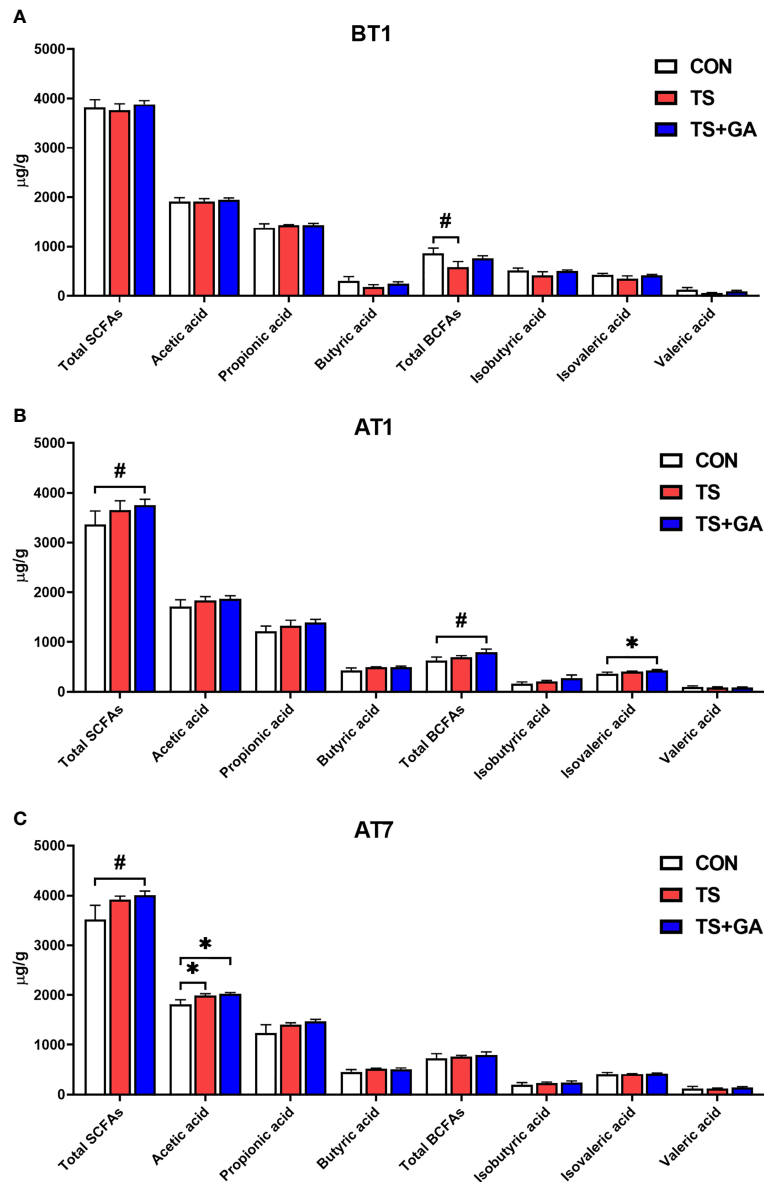 A
BT1
5000
4000
3000
2000
1000
0
µg/g
CON
TS
TS+GA
#
Total SCFAs
Acetic acid
Propionic acid
Butyric acid
Total BCFAs
Isobutyric acid
Isovaleric acid
Valeric acid
B
AT1
5000
4000
3000
2000
1000
0
µg/g
CON
TS
TS+GA
#
#
*
Total SCFAs
Acetic acid
Propionic acid
Butyric acid
Total BCFAs
Isobutyric acid
Isovaleric acid
Valeric acid
C
AT7
5000
4000
3000
2000
1000
0
µg/g
CON
TS
TS+GA
#
*
*
Total SCFAs
Acetic acid
Propionic acid
Butyric acid
Total BCFAs
Isobutyric acid
Isovaleric acid
Valeric acid